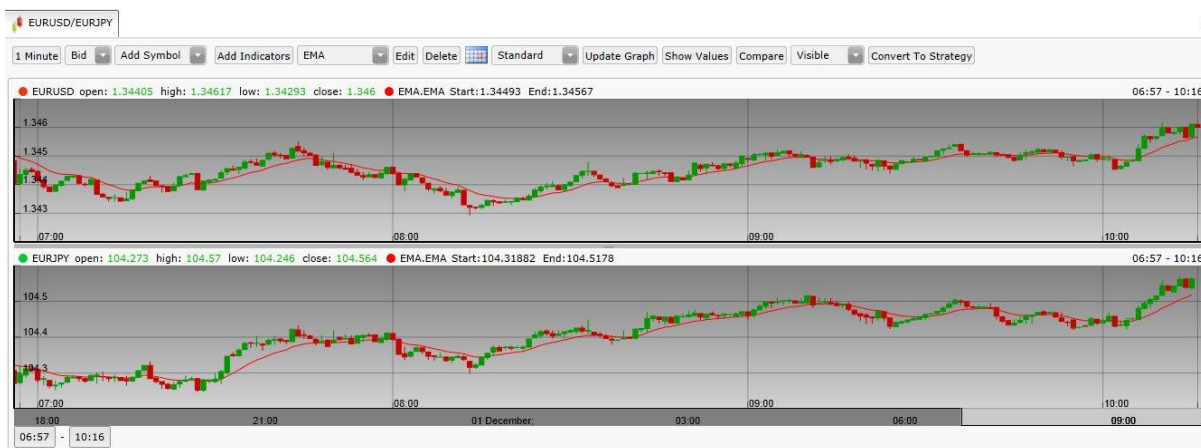 EURUSD/EURJPY
1 Minute Bid Add Symbol Add Indicators EMA Edit Delete Standard Update Graph Show Values Compare Visible Convert To Strategy
EURUSD open: 1.34405 high: 1.34617 low: 1.34293 close: 1.346 EMA.EMA Start:1.34493 End:1.34567 06:57 - 10:16
1.346
1.345
1.344
1.343
07:00 08:00 09:00 10:00
EURJPY open: 104.273 high: 104.57 low: 104.246 close: 104.564 EMA.EMA Start:104.31882 End:104.5178 06:57 - 10:16
104.5
104.4
104.3
07:00 08:00 09:00 10:00
18:00 21:00 01 December; 03:00 06:00 09:00
06:57 - 10:16